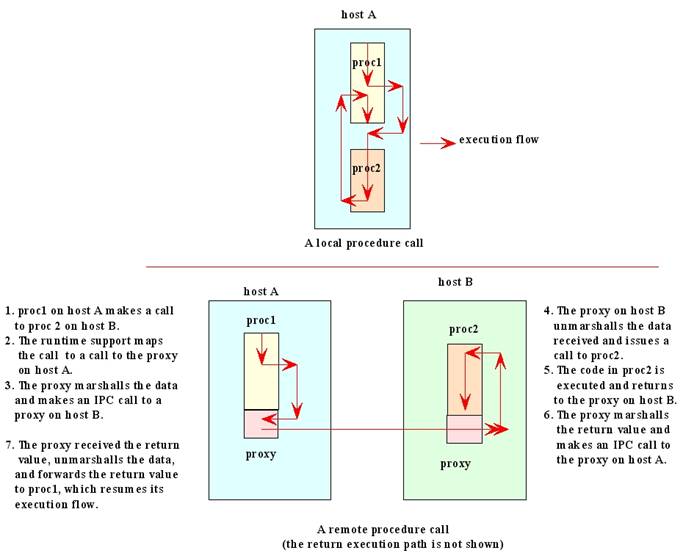 host A
proc1
execution flow
proc2
A local procedure call
host B
host A
1. proc1 on host A makes a call
to proc 2 on host B.
2. The runtime support maps
the call to a call to the proxy
on host A.
3. The proxy marshalls the data
and makes an IPC call to a
proxy on host B.
7. The proxy received the return
value, unmarshalls the data,
and forwards the return value
to proc1, which resumes its
execution flow.
proc1
proxy
proc2
proxy
4. The proxy on host B
unmarshalls the data
received and issues a
call to proc2.
5. The code in proc2 is
executed and returns
to the proxy on host B.
6. The proxy marshalls
the return value and
makes an IPC call to
the proxy on host A.
A remote procedure call
(the return execution path is not shown)